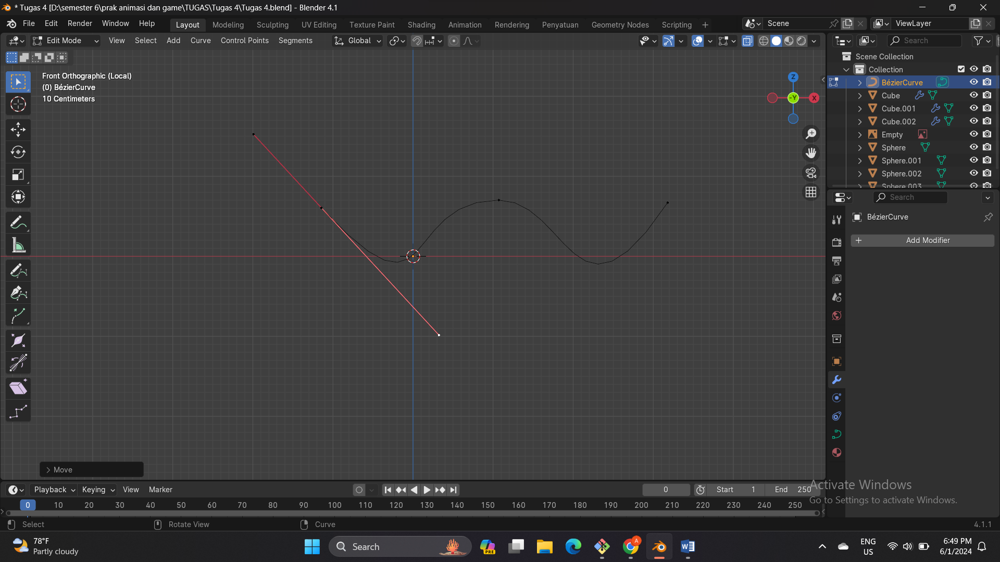 * Tugas 4 [D:\semester 6\prak animasi dan game\TUGAS\Tugas 4\Tugas 4.blend] - Blender 4.1
File Edit Render Window Help Layout Modeling Sculpting UV Editing Texture Paint Shading Animation Rendering Penyatuan Geometry Nodes Scripting + Scene ViewLayer
Edit Mode View Select Add Curve Control Points Segments Global Search
Front Orthographic (Local)
(0) BézierCurve
10 Centimeters
Z
-Y
X
Scene Collection
Collection
BézierCurve
Cube
Cube.001
Cube.002
Empty
Sphere
Sphere.001
Sphere.002
Sphere.003
Search
BézierCurve
+ Add Modifier
> Move
Playback Keying View Marker 0 Start 1 End 250
0 10 20 30 40 50 60 70 80 90 100 110 120 130 140 150 160 170 180 190 200 210 220 230 240 250
Activate Windows
Go to Settings to activate Windows.
Select Rotate View Curve 4.1.1
78°F
Partly cloudy
Search
PRE
A
W
ENG
US
6:49 PM
6/1/2024